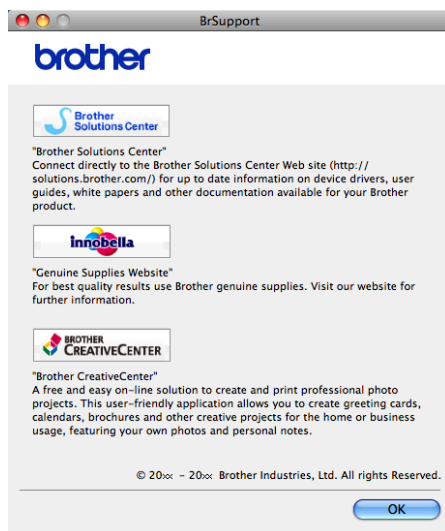 BrSupport
brother
Brother
Solutions Center
"Brother Solutions Center"
Connect directly to the Brother Solutions Center Web site (http://
solutions.brother.com/) for up to date information on device drivers, user
guides, white papers and other documentation available for your Brother
product.
innobella
"Genuine Supplies Website"
For best quality results use Brother genuine supplies. Visit our website for
further information.
BROTHER
CREATIVECENTER
"Brother CreativeCenter"
A free and easy on-line solution to create and print professional photo
projects. This user-friendly application allows you to create greeting cards,
calendars, brochures and other creative projects for the home or business
usage, featuring your own photos and personal notes.
© 20×× - 20×× Brother Industries, Ltd. All rights Reserved.
OK